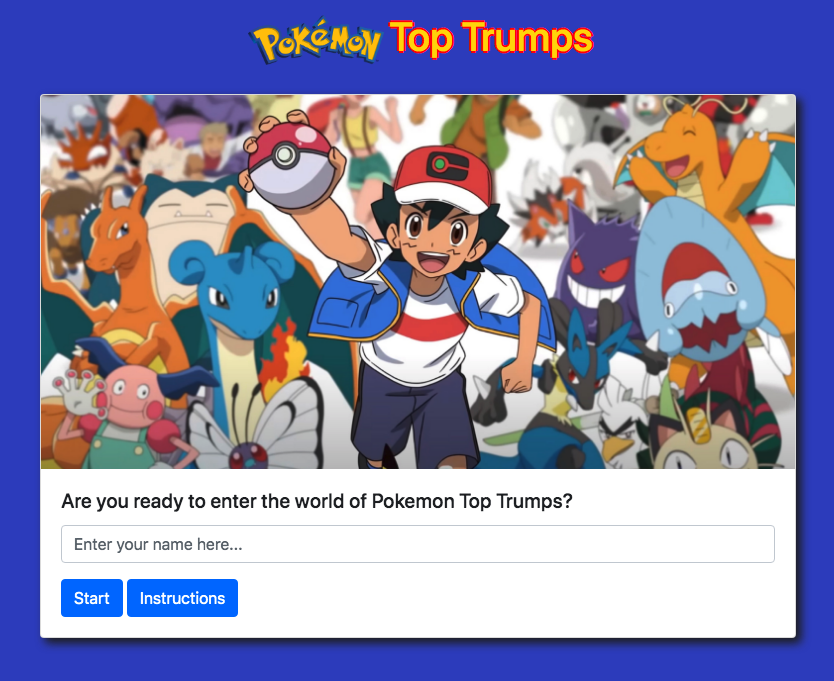 POKéMON Top Trumps
Are you ready to enter the world of Pokemon Top Trumps?
Enter your name here...
Start Instructions